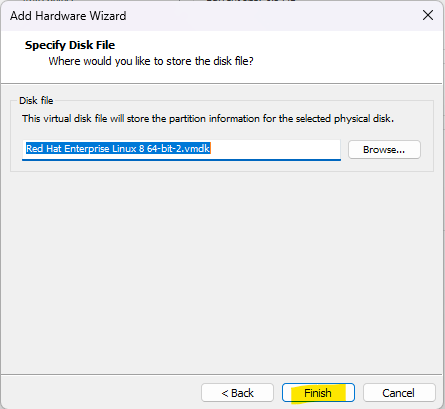 Add Hardware Wizard
Specify Disk File
Where would you like to store the disk file?
Disk file
This virtual disk file will store the partition information for the selected physical disk.
Red Hat Enterprise Linux 8 64-bit-2.vmdk
Browse...
< Back
Finish
Cancel